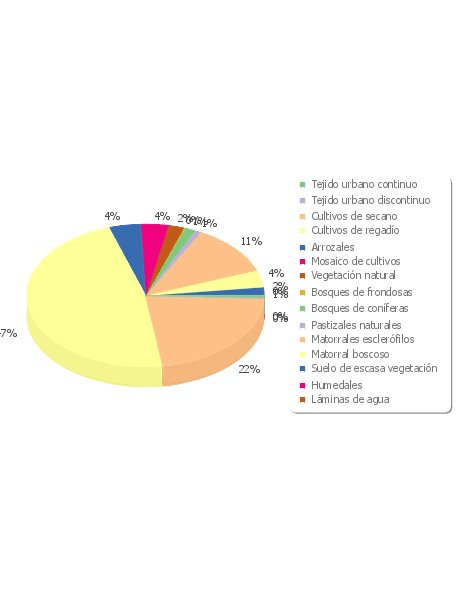 Tejido urbano continuo
Tejido urbano discontinuo
Cultivos de secano
Cultivos de regadío
Arrozales
Mosaico de cultivos
Vegetación natural
Bosques de frondosas
Bosques de coníferas
Pastizales naturales
Matorrales esclerófilos
Matorral boscoso
Suelo de escasa vegetación
Humedales
Láminas de agua
4%
4%
2%
11%
4%
2%
1%
0%
22%
7%